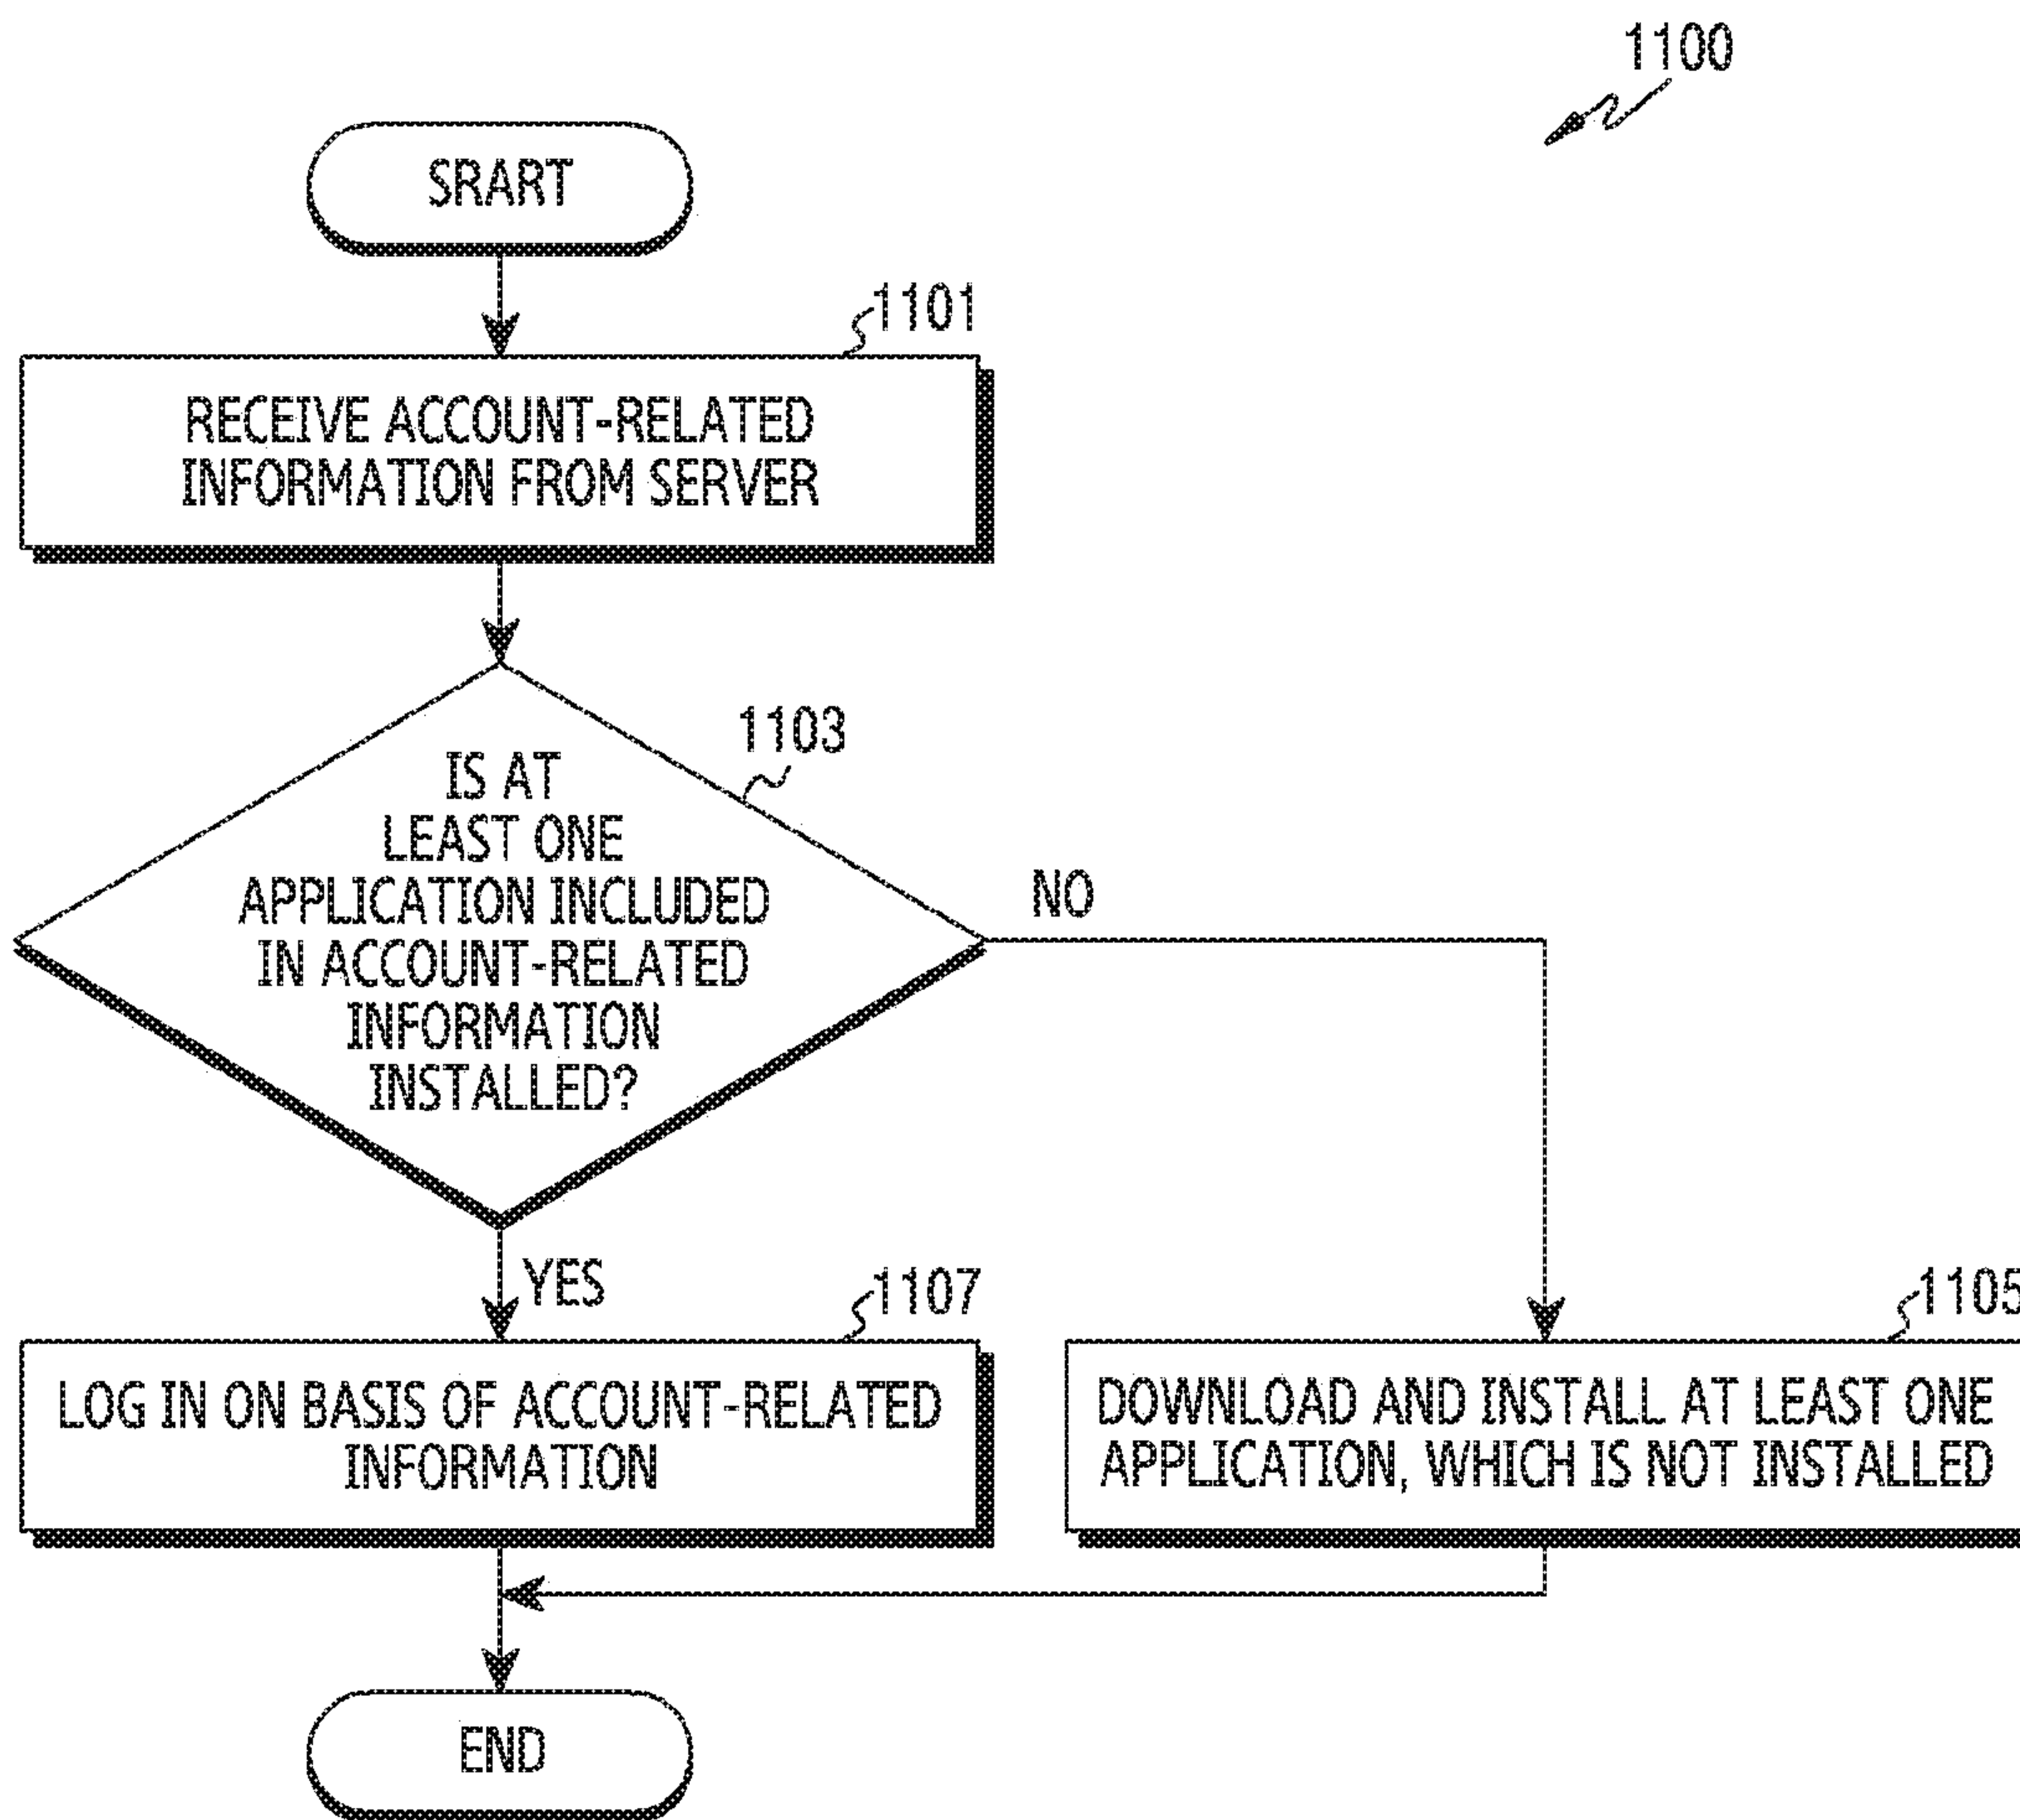 1100
SRART
1101
RECEIVE ACCOUNT-RELATED
INFORMATION FROM SERVER
1103
IS AT
LEAST ONE
APPLICATION INCLUDED
IN ACCOUNT-RELATED
INFORMATION
INSTALLED?
NO
YES
1107
LOG IN ON BASIS OF ACCOUNT-RELATED
INFORMATION
1105
DOWNLOAD AND INSTALL AT LEAST ONE
APPLICATION, WHICH IS NOT INSTALLED
END